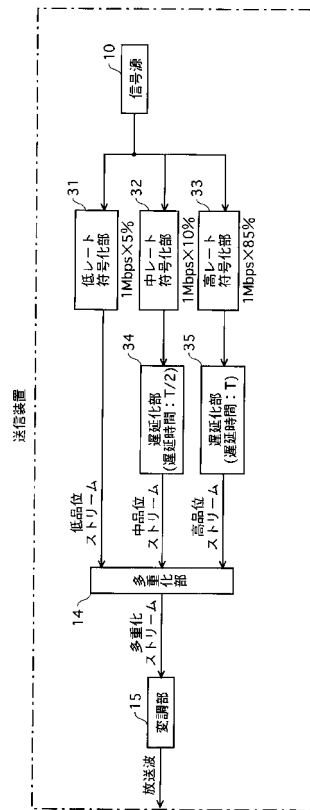 送信装置
10
信号源
31
低レート
符号化部
1Mbps×5%
32
中レート
符号化部
1Mbps×10%
33
高レート
符号化部
1Mbps×85%
34
遅延化部
(遅延時間：T/2)
35
遅延化部
(遅延時間：T)
低品位
ストリーム
中品位
ストリーム
高品位
ストリーム
14
多重
化部
多重化
ストリーム
15
変調部
放送波